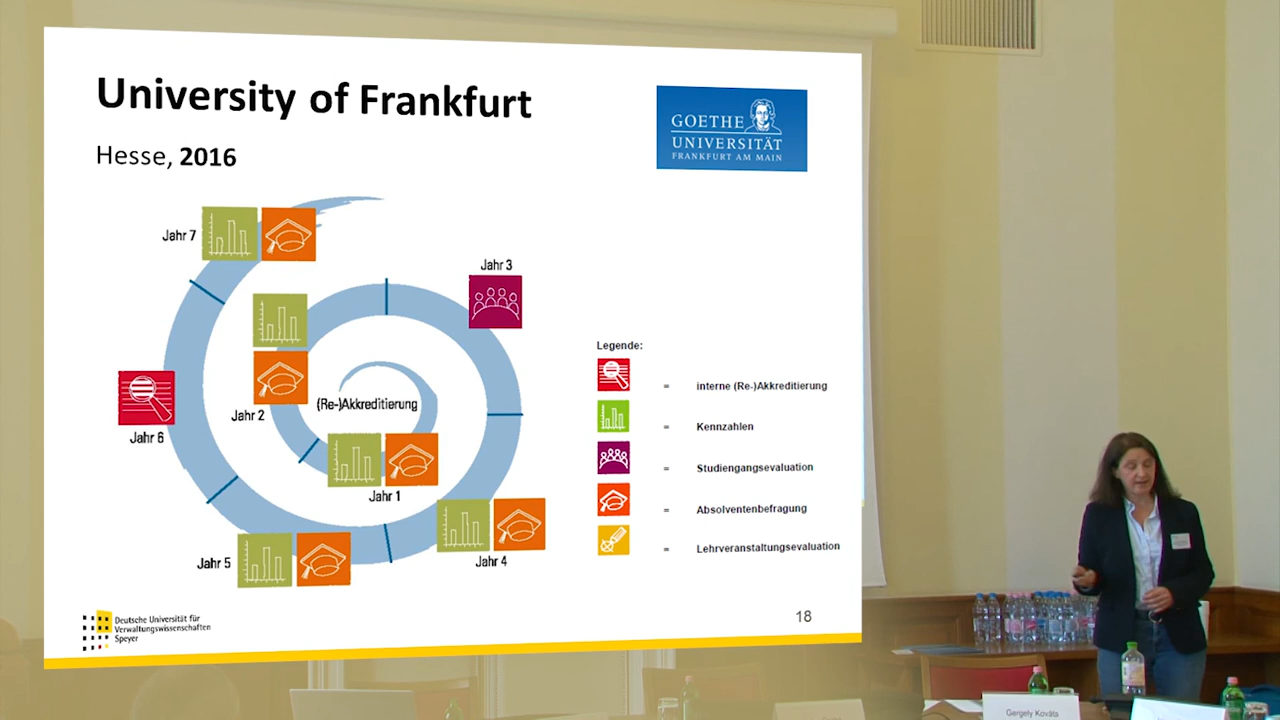 University of Frankfurt
Hesse, 2016
GOETHE
UNIVERSITÄT
FRANKFURT AM MAIN
Jahr 7
Jahr 3
Jahr 2
(Re-)Akkreditierung
Jahr 6
Jahr 1
Jahr 5
Jahr 4
Legende:
= interne (Re-)Akkreditierung
= Kennzahlen
= Studiengangsevaluation
= Absolventenbefragung
= Lehrveranstaltungsevaluation
Deutsche Universität für
Verwaltungswissenschaften
Speyer
18
Gergely Kováts